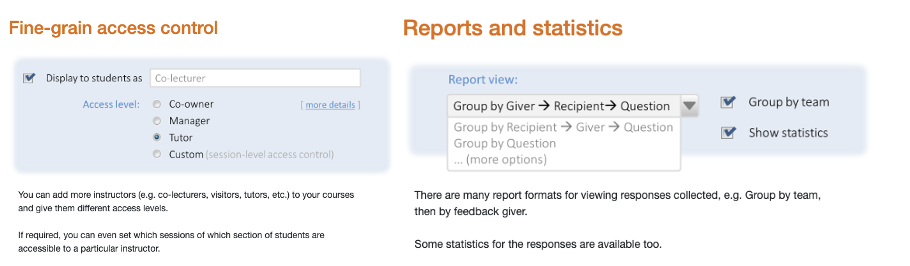 Fine-grain access control
Display to students as Co-lecturer
Access level:
Co-owner [ more details ]
Manager
Tutor
Custom (session-level access control)
You can add more instructors (e.g. co-lecturers, visitors, tutors, etc.) to your courses
and give them different access levels.
If required, you can even set which sessions of which section of students are
accessible to a particular instructor.
Reports and statistics
Report view:
Group by Giver → Recipient→ Question
Group by Recipient → Giver → Question
Group by Question
... (more options)
Group by team
Show statistics
There are many report formats for viewing responses collected, e.g. Group by team,
then by feedback giver.
Some statistics for the responses are available too.